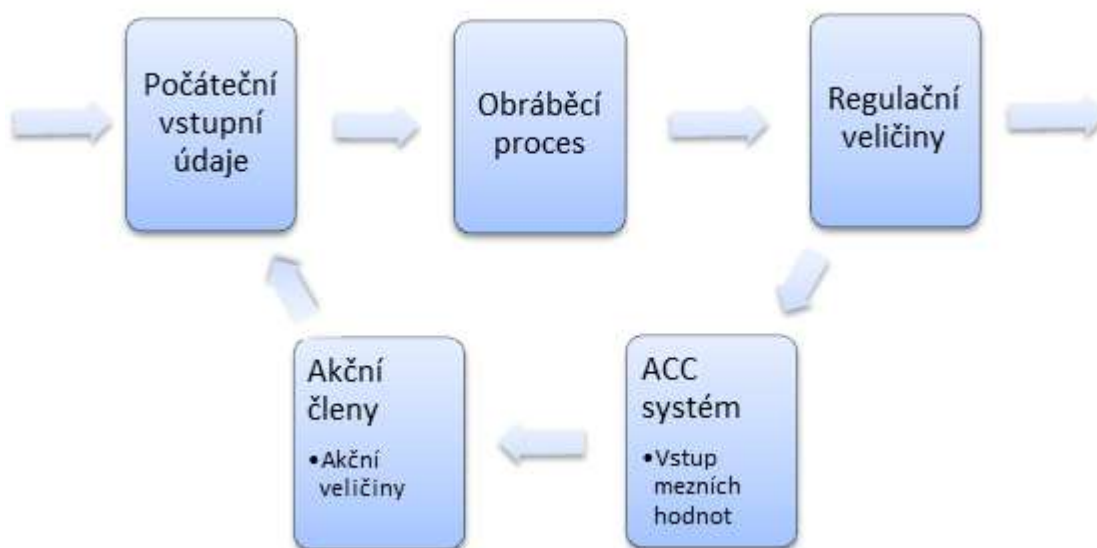 Počáteční
vstupní
údaje
Obráběcí
proces
Regulační
veličiny
Akční
členy
•Akční
veličiny
ACC
systém
•Vstup
mezních
hodnot